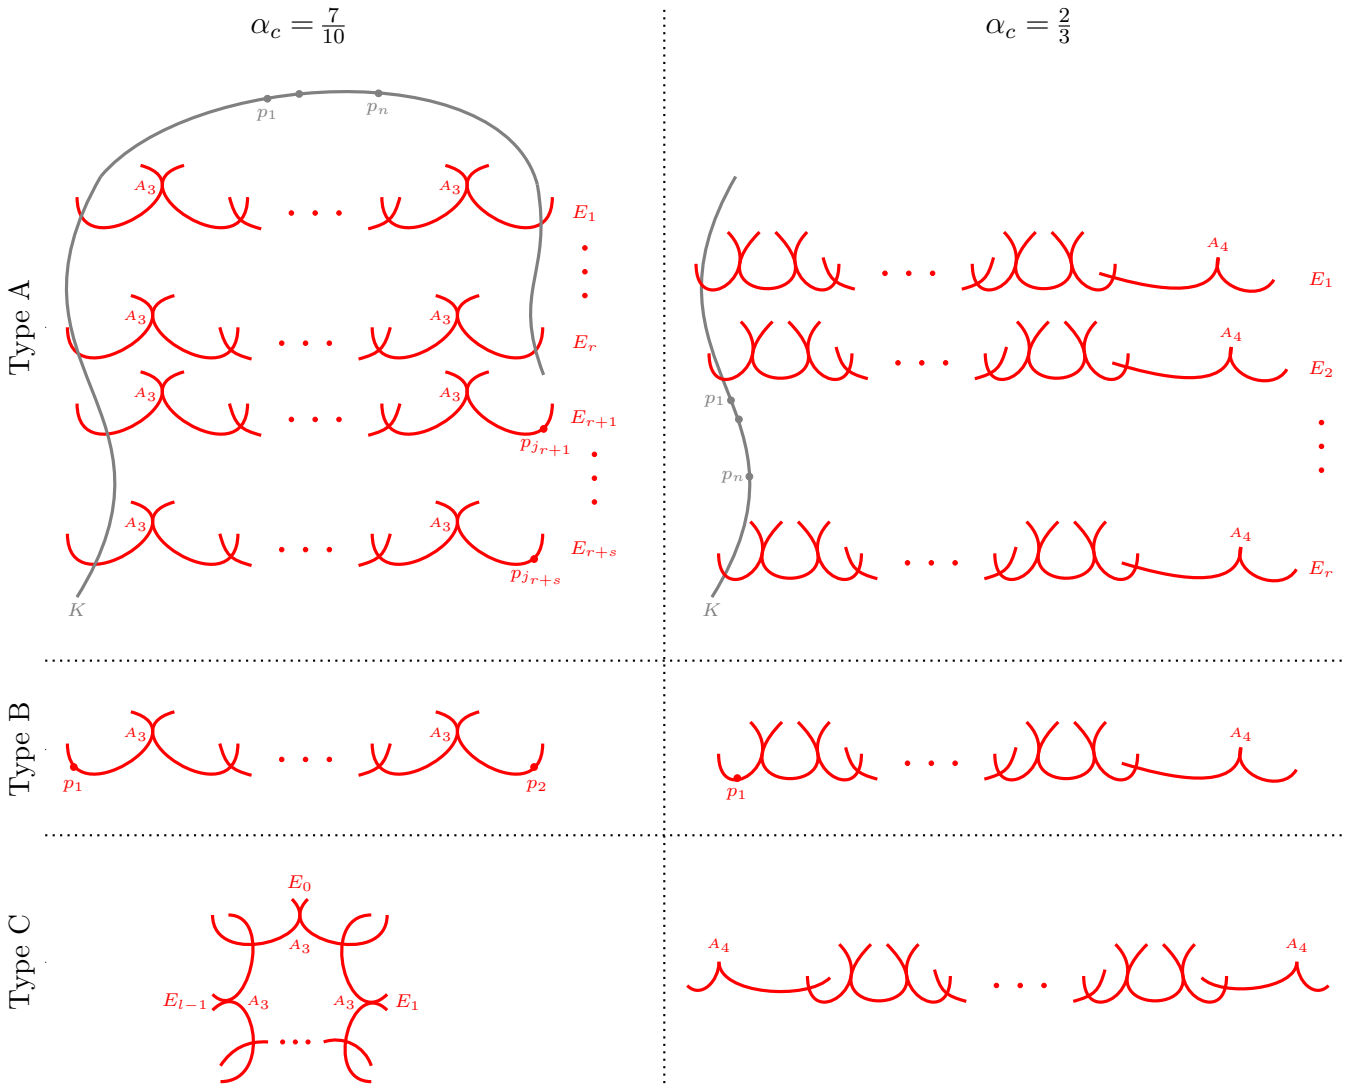 α_c = 7/10
α_c = 2/3
Type A
p_1 p_n
A_3 A_3 E_1
A_3 A_3 E_r
A_3 A_3 E_{r+1}
p_{j_{r+1}}
A_3 A_3 E_{r+s}
p_{j_{r+s}}
K
A_4 E_1
A_4 E_2
p_1
p_n
A_4 E_r
K
Type B
A_3 A_3
p_1 p_2
A_4
p_1
Type C
E_0
A_3
E_{l-1} A_3 A_3 E_1
A_4 A_4